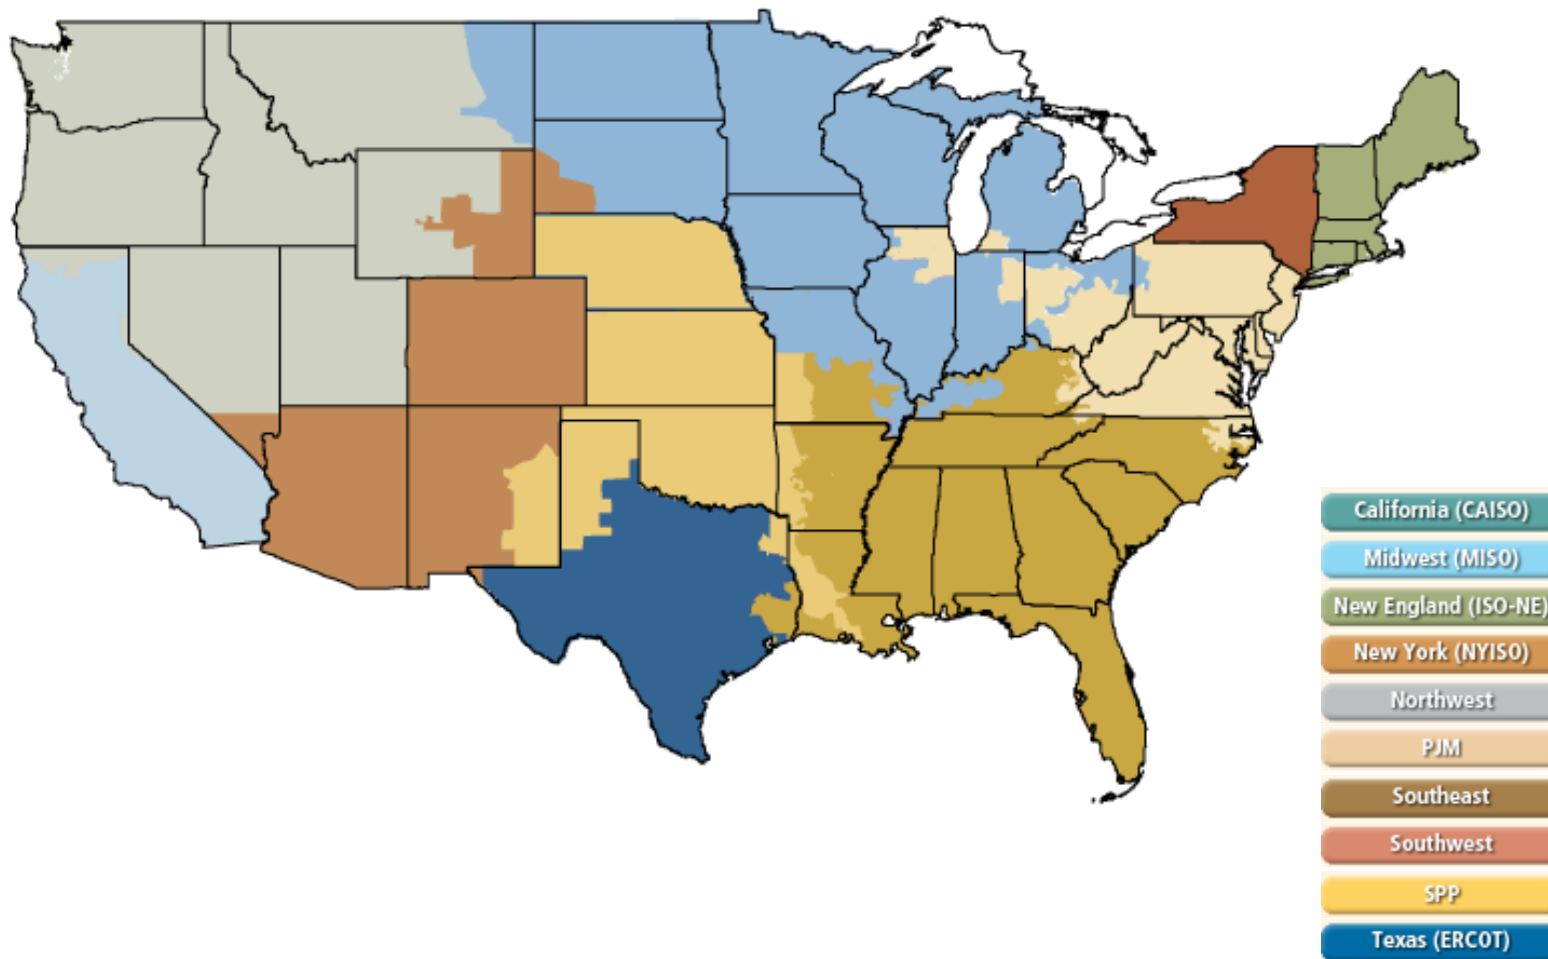 California (CAISO)
Midwest (MISO)
New England (ISO-NE)
New York (NYISO)
Northwest
PJM
Southeast
Southwest
SPP
Texas (ERCOT)